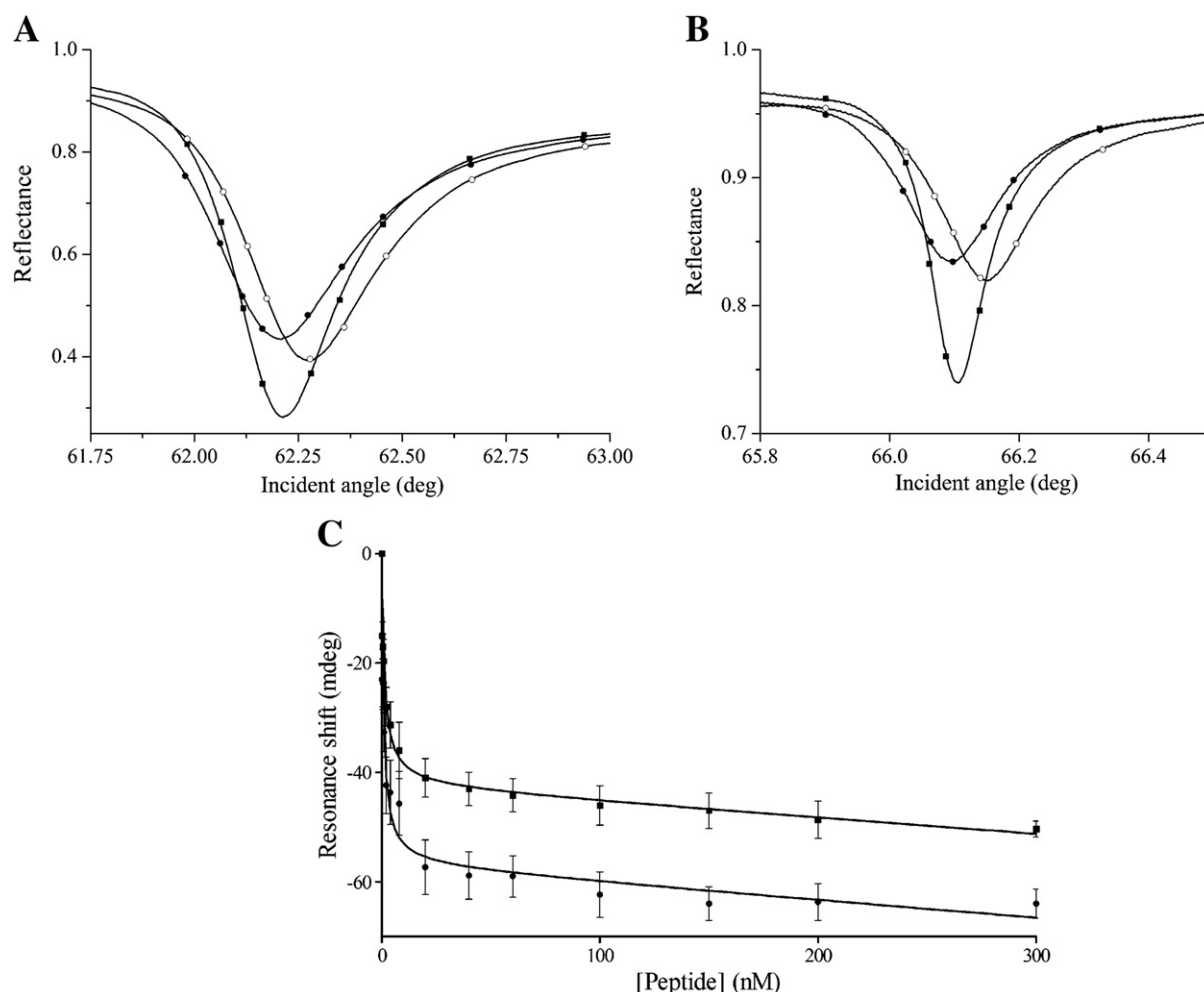 A
1.0
0.8
0.6
0.4
Reflectance
61.75 62.00 62.25 62.50 62.75 63.00
Incident angle (deg)
B
1.0
0.9
0.8
0.7
Reflectance
65.8 66.0 66.2 66.4
Incident angle (deg)
C
0
-20
-40
-60
Resonance shift (mdeg)
0 100 200 300
[Peptide] (nM)